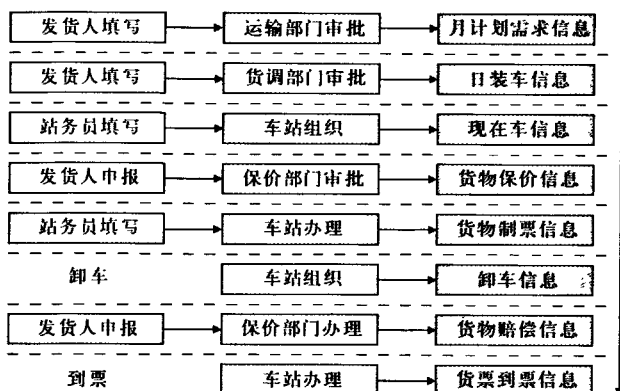 发货人填写 运输部门审批 月计划需求信息
发货人填写 货调部门审批 日装车信息
站务员填写 车站组织 现在车信息
发货人申报 保价部门审批 货物保价信息
站务员填写 车站办理 货物制票信息
卸车 车站组织 卸车信息
发货人申报 保价部门办理 货物赔偿信息
到票 车站办理 货票到票信息